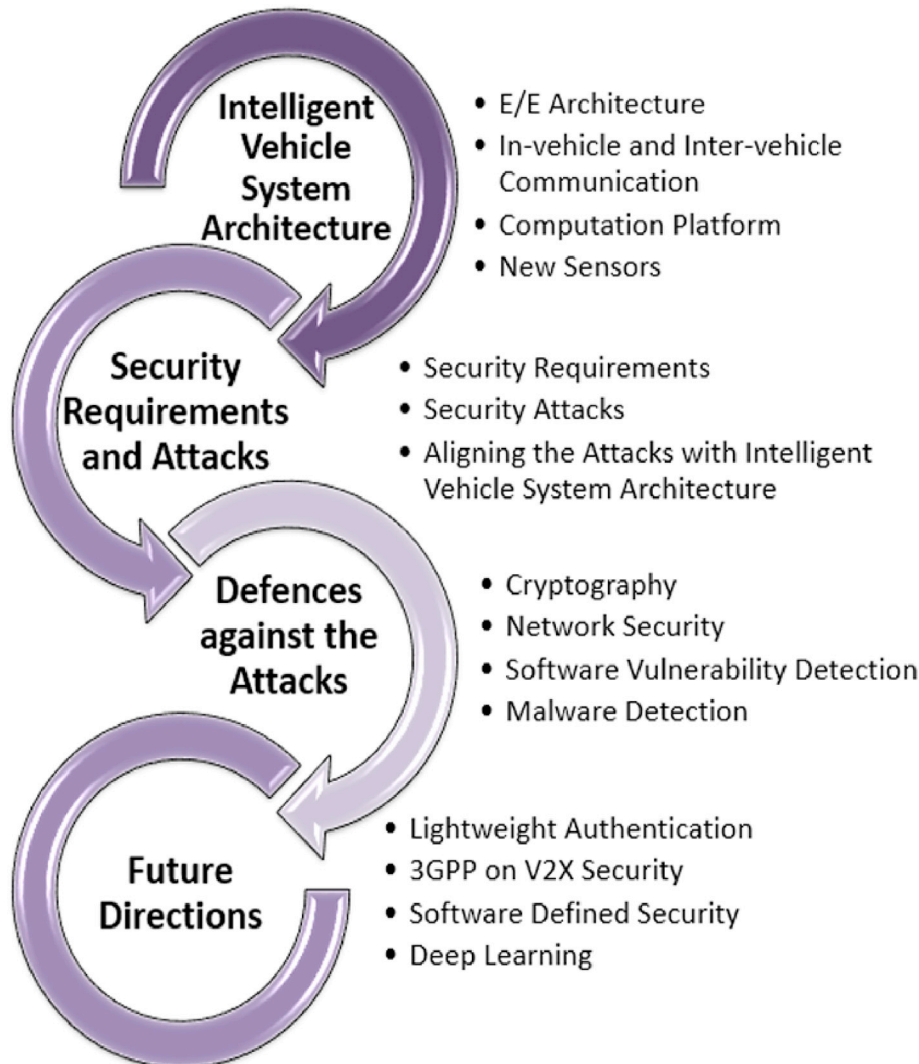 Intelligent
Vehicle
System
Architecture
• E/E Architecture
• In-vehicle and Inter-vehicle
Communication
• Computation Platform
• New Sensors
Security
Requirements
and Attacks
• Security Requirements
• Security Attacks
• Aligning the Attacks with Intelligent
Vehicle System Architecture
Defences
against the
Attacks
• Cryptography
• Network Security
• Software Vulnerability Detection
• Malware Detection
Future
Directions
• Lightweight Authentication
• 3GPP on V2X Security
• Software Defined Security
• Deep Learning